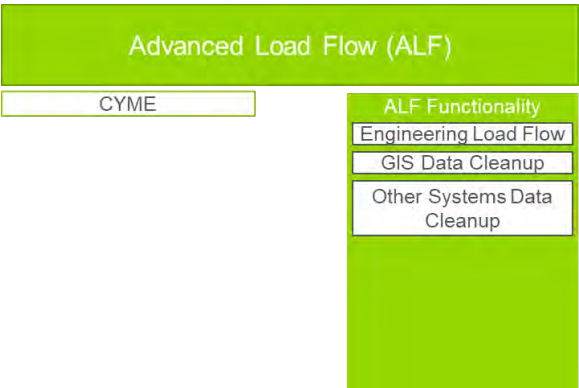 Advanced Load Flow (ALF)
CYME
ALF Functionality
Engineering Load Flow
GIS Data Cleanup
Other Systems Data
Cleanup